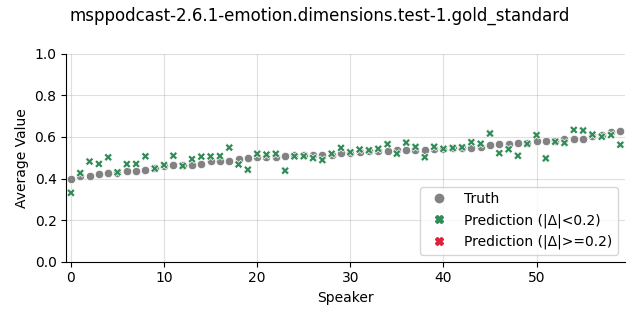 msppodcast-2.6.1-emotion.dimensions.test-1.gold_standard
1.0
0.8
0.6
0.4
0.2
0.0
Average Value
Truth
Prediction (|Δ|<0.2)
Prediction (|Δ|>=0.2)
0 10 20 30 40 50
Speaker